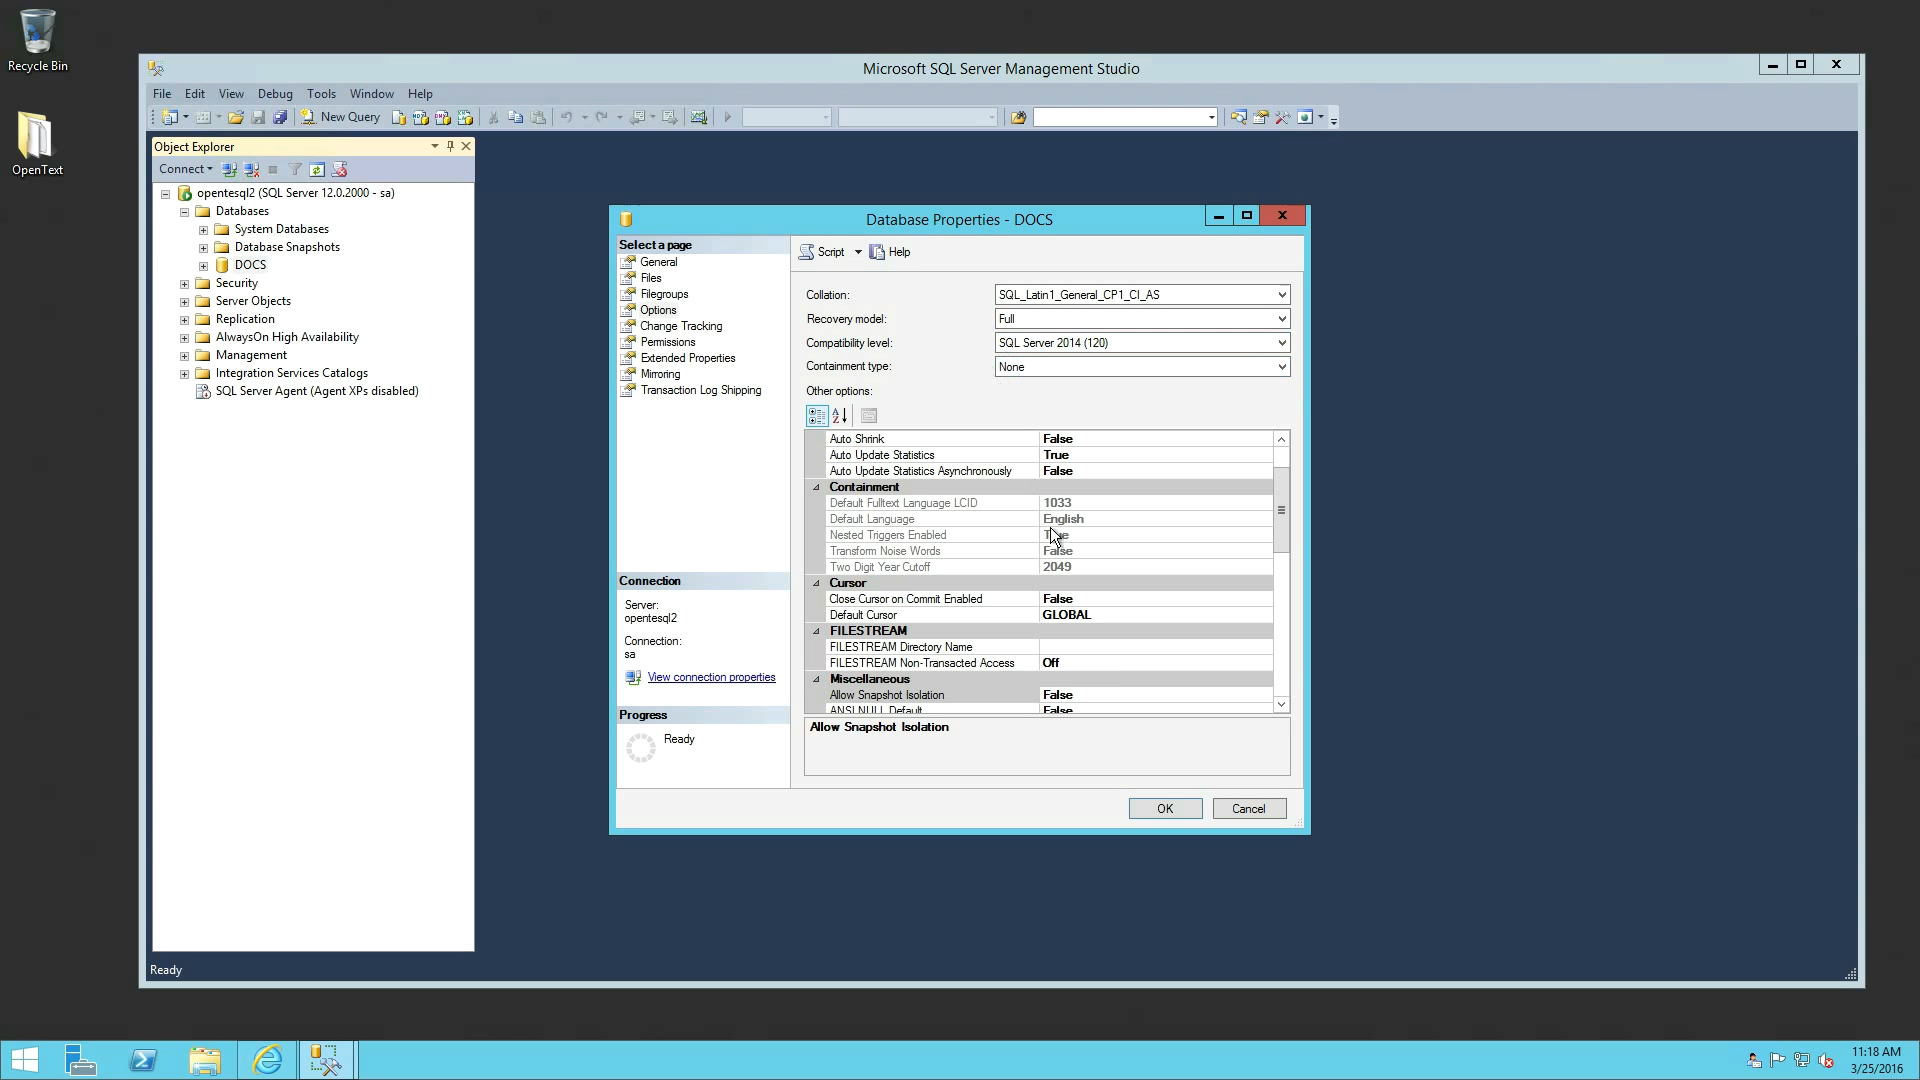 Recycle Bin
OpenText
Microsoft SQL Server Management Studio
File Edit View Debug Tools Window Help
New Query
Object Explorer
Connect
opentesql2 (SQL Server 12.0.2000 - sa)
Databases
System Databases
Database Snapshots
DOCS
Security
Server Objects
Replication
AlwaysOn High Availability
Management
Integration Services Catalogs
SQL Server Agent (Agent XPs disabled)
Ready
Database Properties - DOCS
Select a page
General
Files
Filegroups
Options
Change Tracking
Permissions
Extended Properties
Mirroring
Transaction Log Shipping
Connection
Server:
opentesql2
Connection:
sa
View connection properties
Progress
Ready
Script Help
Collation: SQL_Latin1_General_CP1_CI_AS
Recovery model: Full
Compatibility level: SQL Server 2014 (120)
Containment type: None
Other options:
Auto Shrink False
Auto Update Statistics True
Auto Update Statistics Asynchronously False
Containment
Default Fulltext Language LCID 1033
Default Language English
Nested Triggers Enabled True
Transform Noise Words False
Two Digit Year Cutoff 2049
Cursor
Close Cursor on Commit Enabled False
Default Cursor GLOBAL
FILESTREAM
FILESTREAM Directory Name
FILESTREAM Non-Transacted Access Off
Miscellaneous
Allow Snapshot Isolation False
ANSI NULL Default False
Allow Snapshot Isolation
OK Cancel
11:18 AM
3/25/2016